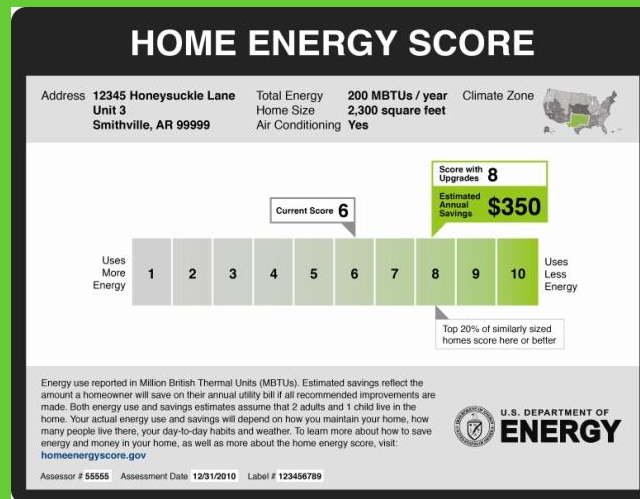 HOME ENERGY SCORE
Address 12345 Honeysuckle Lane
Unit 3
Smithville, AR 99999
Total Energy 200 MBTUs / year
Home Size 2,300 square feet
Air Conditioning Yes
Climate Zone
Score with Upgrades 8
Estimated Annual Savings $350
Current Score 6
Uses More Energy
1 2 3 4 5 6 7 8 9 10
Uses Less Energy
Top 20% of similarly sized
homes score here or better
Energy use reported in Million British Thermal Units (MBTUs). Estimated savings reflect the
amount a homeowner will save on their annual utility bill if all recommended improvements are
made. Both energy use and savings estimates assume that 2 adults and 1 child live in the
home. Your actual energy use and savings will depend on how you maintain your home, how
many people live there, your day-to-day habits and weather. To learn more about how to save
energy and money in your home, as well as more about the home energy score, visit:
homeenergyscore.gov
U.S. DEPARTMENT OF
ENERGY
Assessor # 55555 Assessment Date 12/31/2010 Label # 123456789